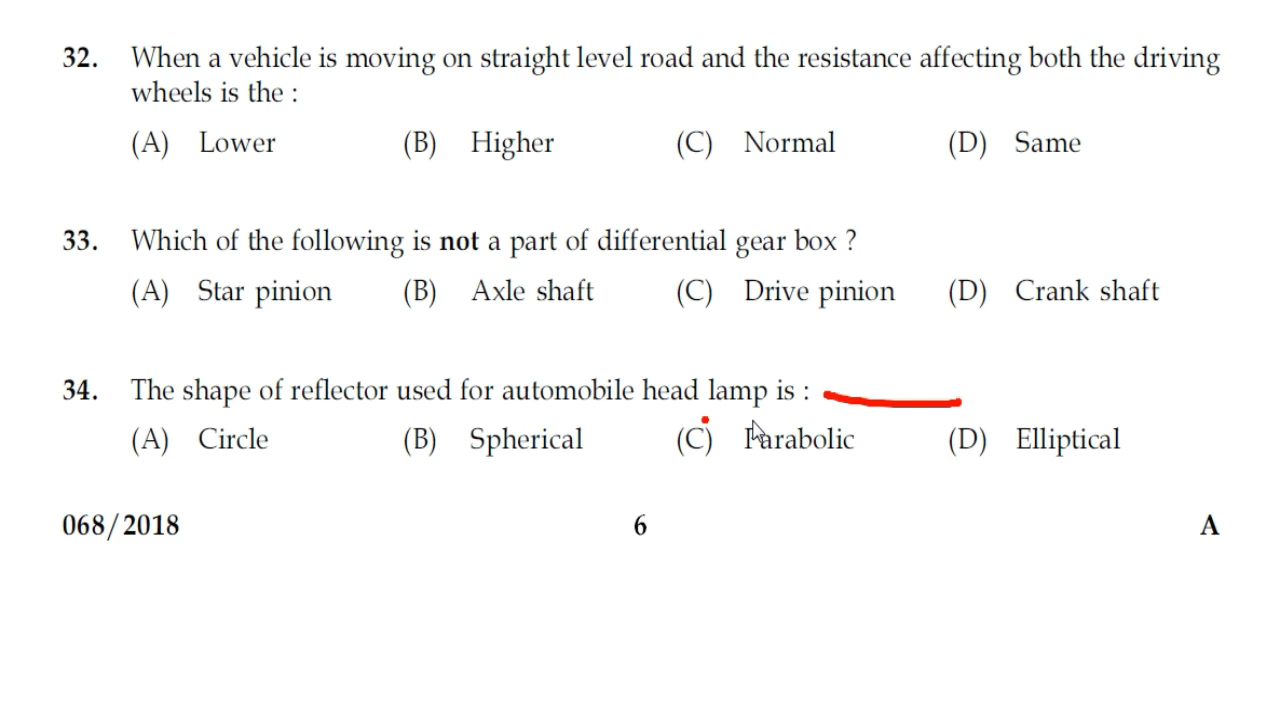 32. When a vehicle is moving on straight level road and the resistance affecting both the driving
wheels is the :
(A) Lower (B) Higher (C) Normal (D) Same
33. Which of the following is not a part of differential gear box ?
(A) Star pinion (B) Axle shaft (C) Drive pinion (D) Crank shaft
34. The shape of reflector used for automobile head lamp is :
(A) Circle (B) Spherical (C) Parabolic (D) Elliptical
068/2018 6 A